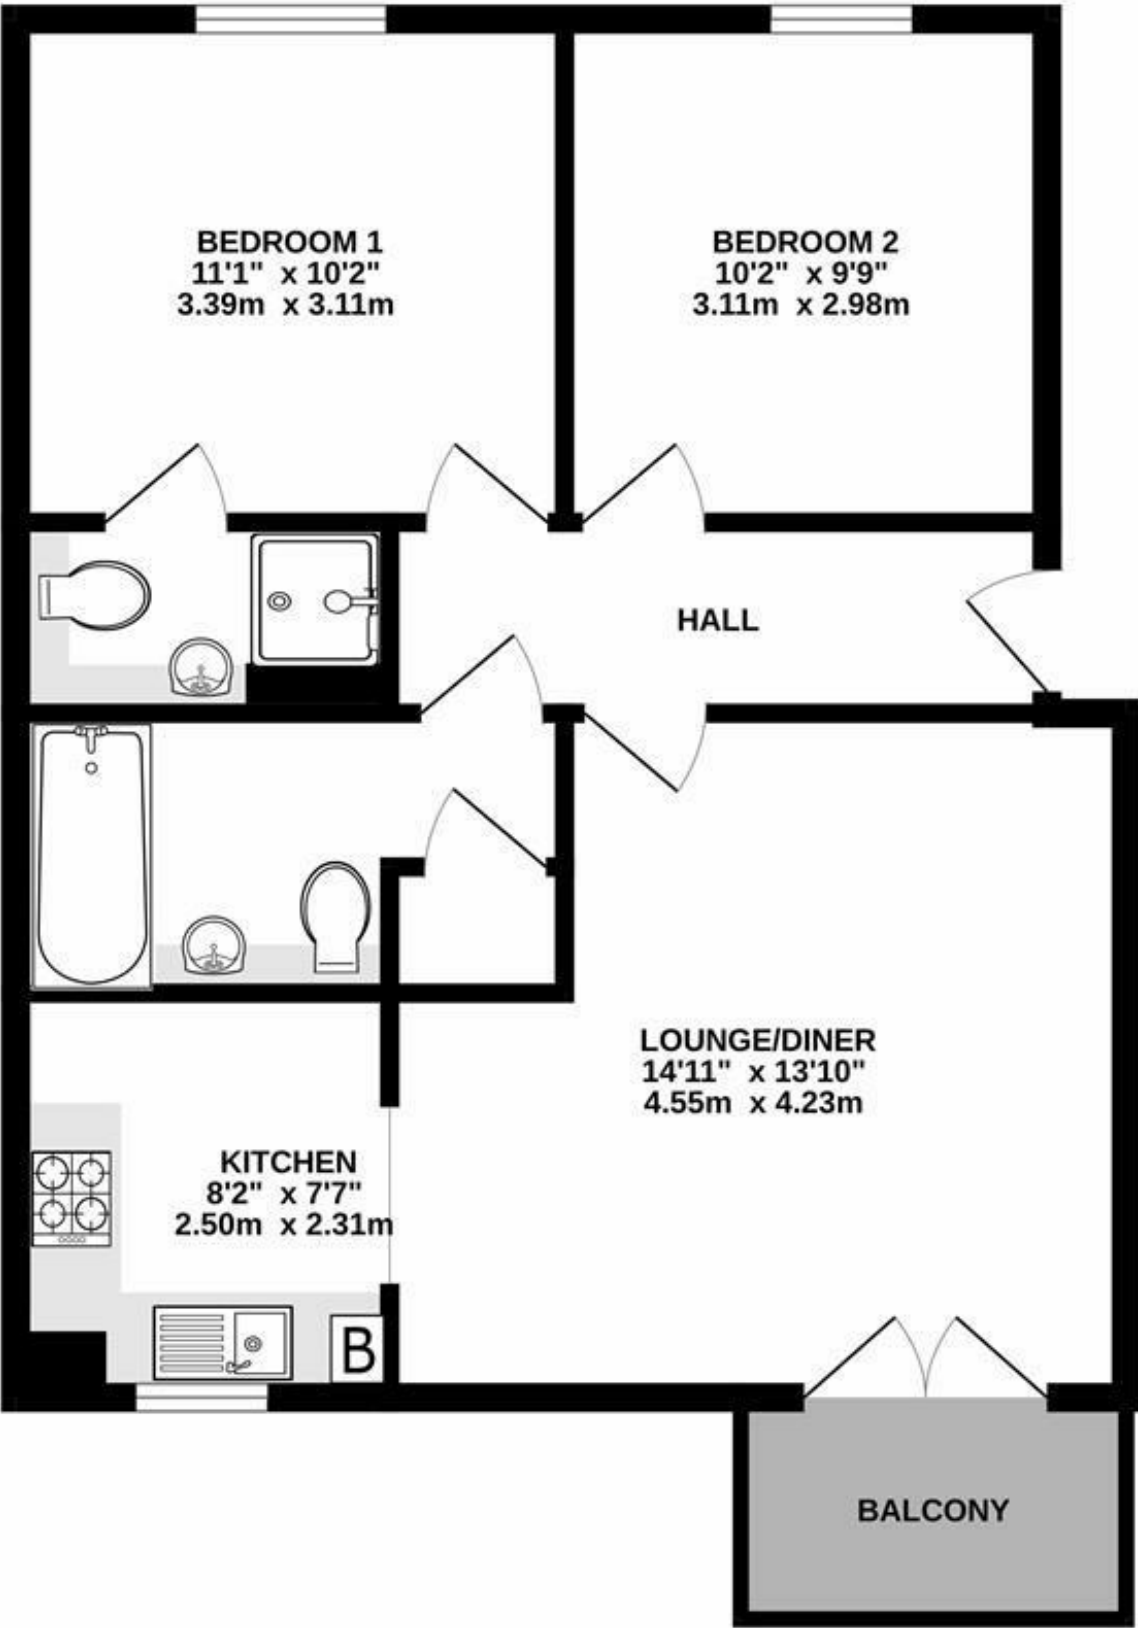 BEDROOM 1
11'1" x 10'2"
3.39m x 3.11m
BEDROOM 2
10'2" x 9'9"
3.11m x 2.98m
HALL
LOUNGE/DINER
14'11" x 13'10"
4.55m x 4.23m
KITCHEN
8'2" x 7'7"
2.50m x 2.31m
B
BALCONY